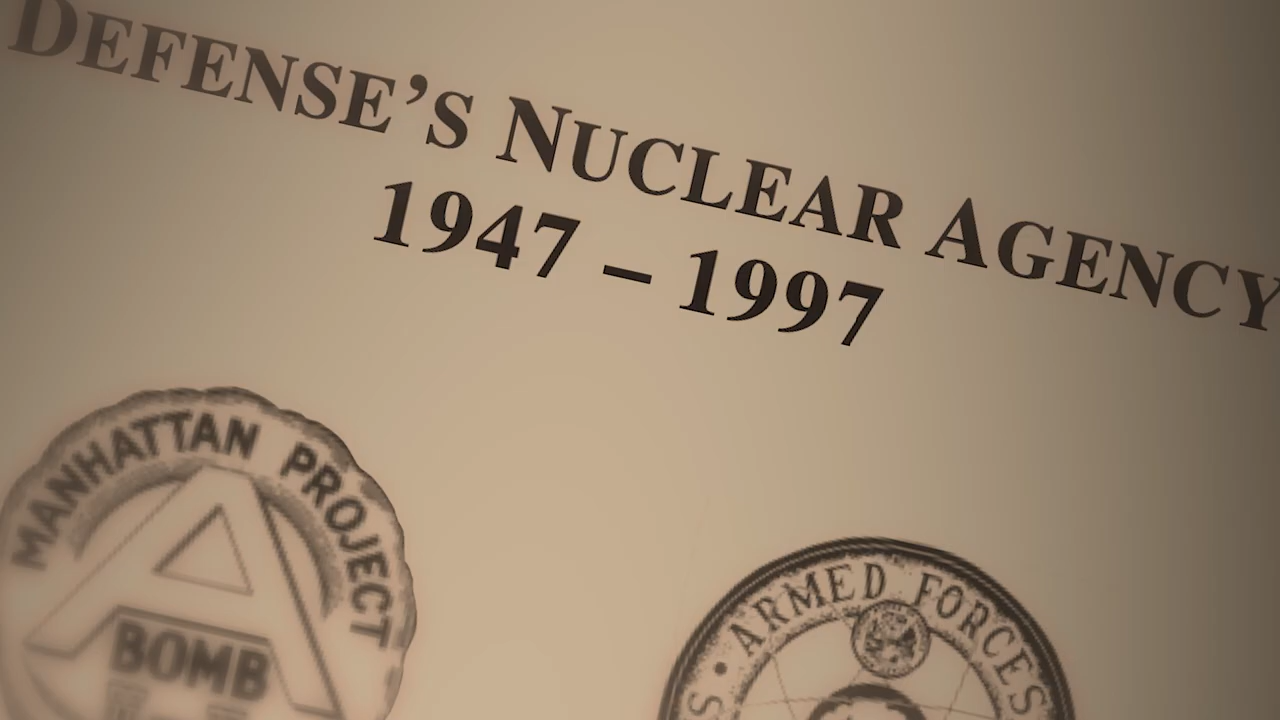 DEFENSE’S NUCLEAR AGENCY
1947 – 1997
MANHATTAN PROJECT
A
BOMB
ARMED FORCES